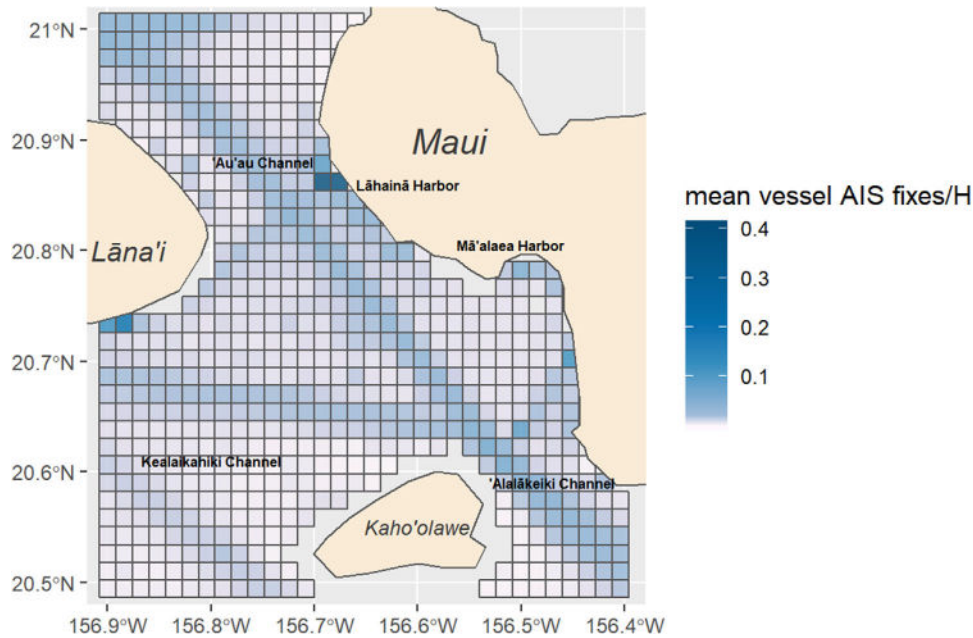 21°N
20.9°N
20.8°N
20.7°N
20.6°N
20.5°N
Maui
'Au'au Channel
Lāhainā Harbor
Lāna'i
Mā'alaea Harbor
Kealaikahiki Channel
'Alalākeiki Channel
Kaho'olawe
156.9°W 156.8°W 156.7°W 156.6°W 156.5°W 156.4°W
mean vessel AIS fixes/H
0.4
0.3
0.2
0.1